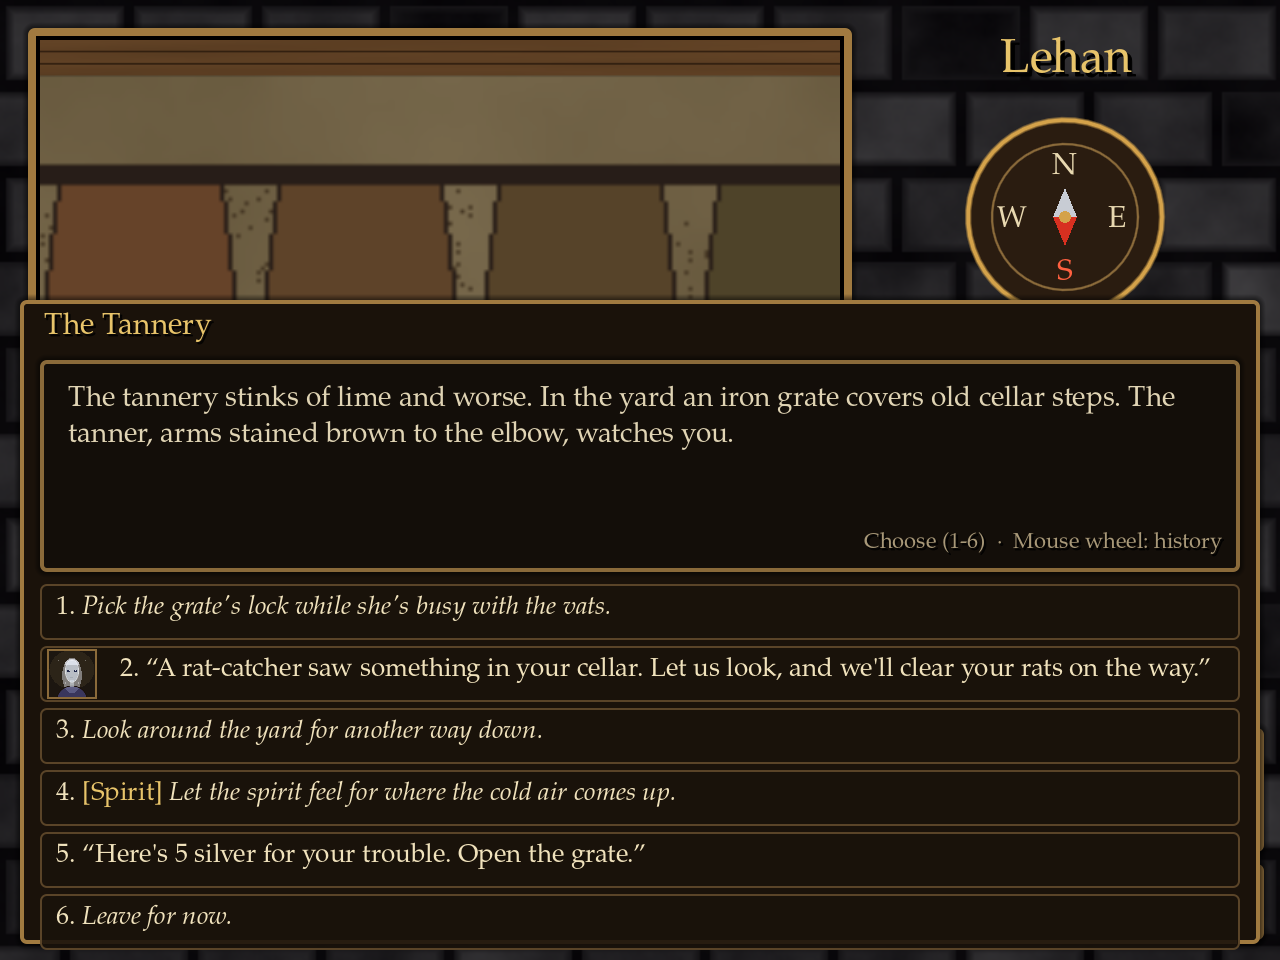 Lehan
N
W E
S
The Tannery
The tannery stinks of lime and worse. In the yard an iron grate covers old cellar steps. The
tanner, arms stained brown to the elbow, watches you.
Choose (1-6) · Mouse wheel: history
1. Pick the grate's lock while she's busy with the vats.
2. “A rat-catcher saw something in your cellar. Let us look, and we'll clear your rats on the way.”
3. Look around the yard for another way down.
4. [Spirit] Let the spirit feel for where the cold air comes up.
5. “Here's 5 silver for your trouble. Open the grate.”
6. Leave for now.